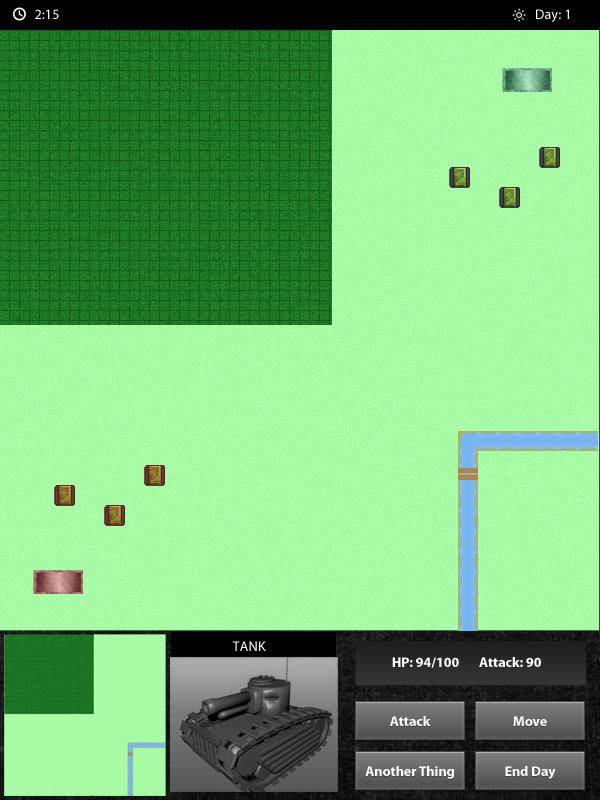 2:15
Day: 1
TANK
HP: 94/100 Attack: 90
Attack
Move
Another Thing
End Day